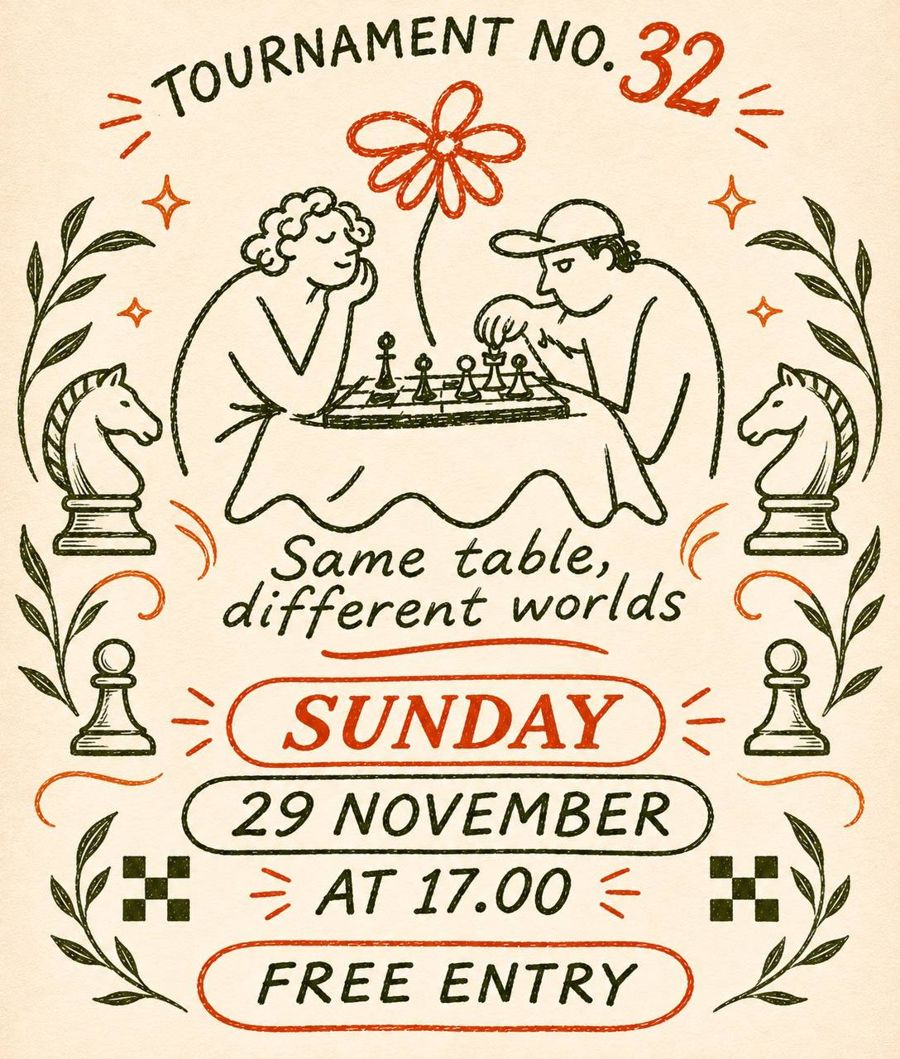 TOURNAMENT NO. 32
Same table,
different worlds
SUNDAY
29 NOVEMBER
AT 17.00
FREE ENTRY